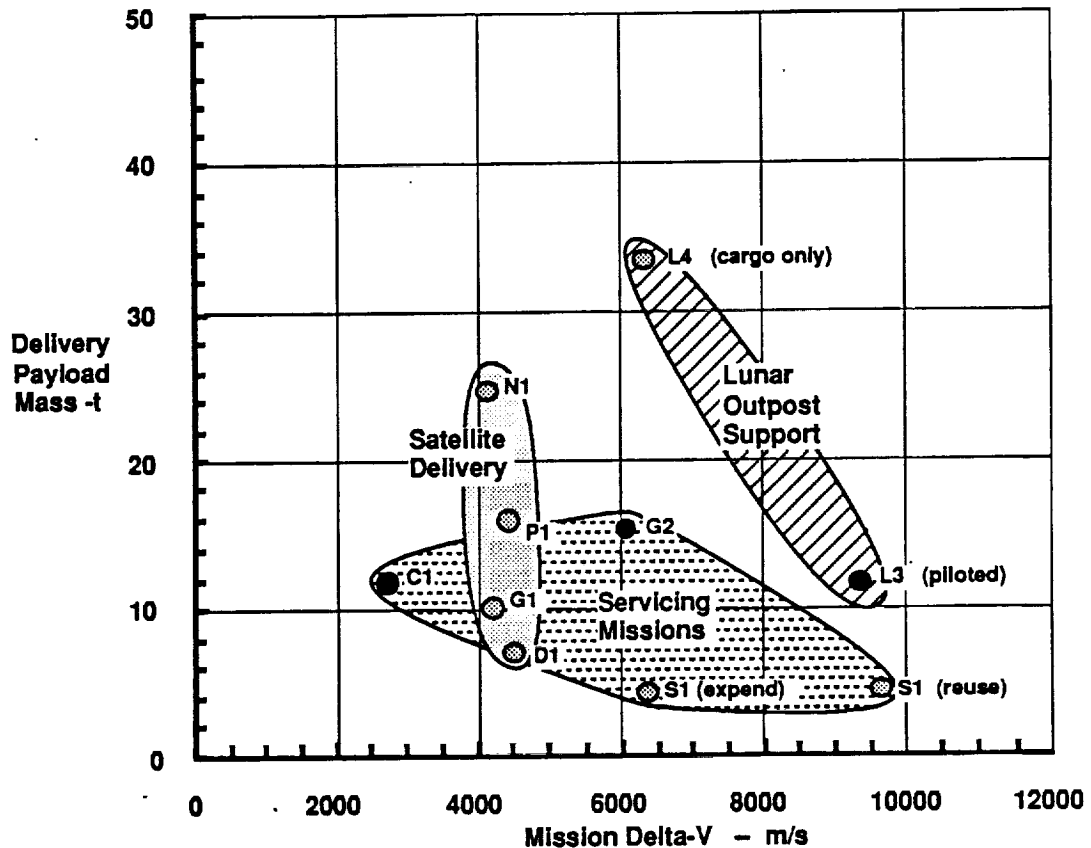 50
40
30
20
10
0
Delivery
Payload
Mass -t
L4 (cargo only)
N1
Lunar
Outpost
Support
Satellite
Delivery
P1
G2
C1
L3 (piloted)
G1
Servicing
Missions
D1
S1 (expend)
S1 (reuse)
0 2000 4000 6000 8000 10000 12000
Mission Delta-V – m/s